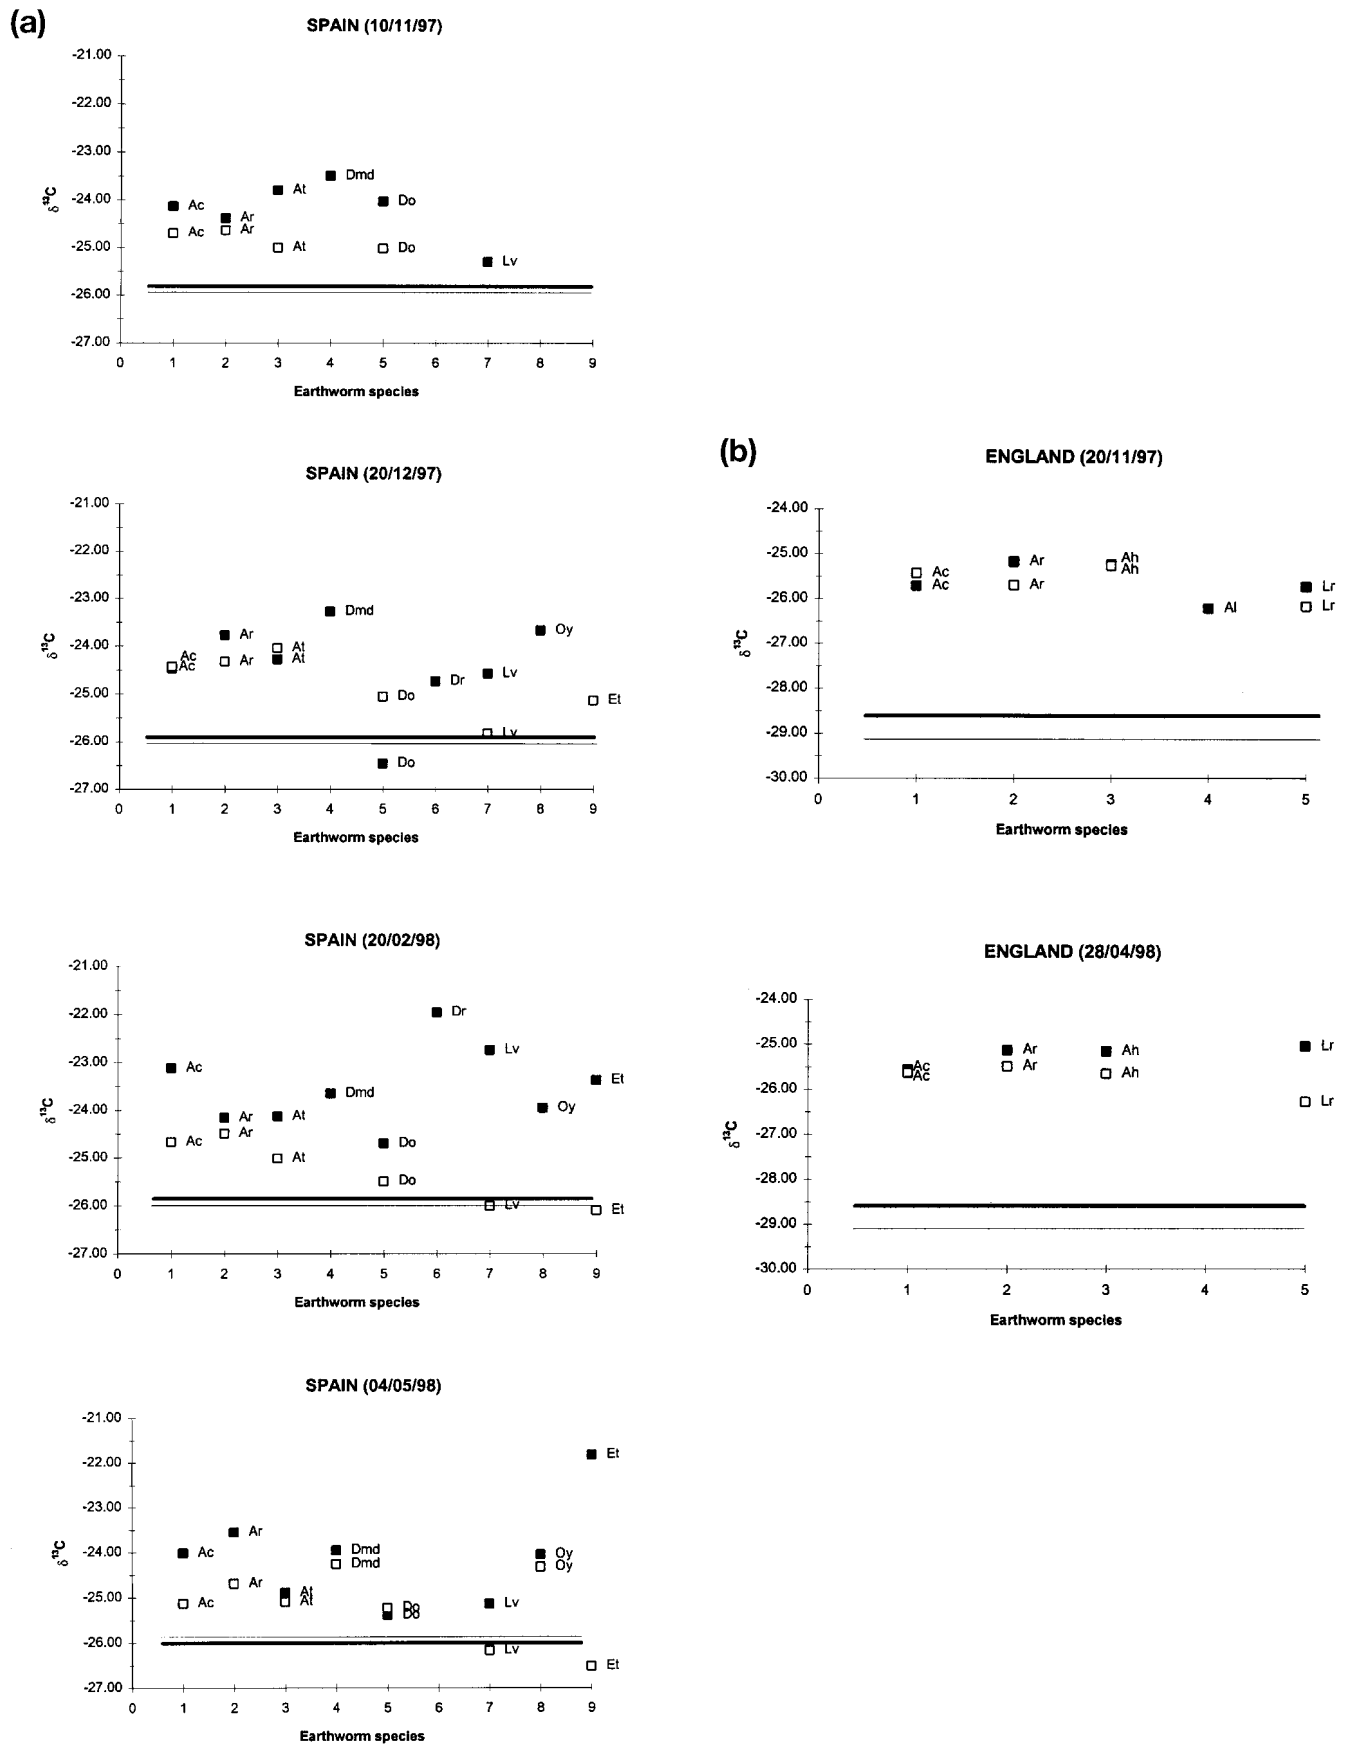 (a)
SPAIN (10/11/97)
-21.00
-22.00
-23.00
-24.00
-25.00
-26.00
-27.00
δ13C
Dmd
At
Ac
Do
Ar
Ar
Ac
At
Do
Lv
0 1 2 3 4 5 6 7 8 9
Earthworm species
SPAIN (20/12/97)
-21.00
-22.00
-23.00
-24.00
-25.00
-26.00
-27.00
δ13C
Dmd
Oy
Ar
At
Ac
At
Ar
Ac
Lv
Dr
Do
Et
Lv
Do
0 1 2 3 4 5 6 7 8 9
Earthworm species
SPAIN (20/02/98)
-21.00
-22.00
-23.00
-24.00
-25.00
-26.00
-27.00
δ13C
Dr
Lv
Ac
Et
Dmd
Oy
Ar
At
Ar
Ac
Do
At
Do
Lv
Et
0 1 2 3 4 5 6 7 8 9
Earthworm species
SPAIN (04/05/98)
-21.00
-22.00
-23.00
-24.00
-25.00
-26.00
-27.00
δ13C
Et
Ar
Dmd
Ac
Oy
Dmd
Oy
Ar
At
At
Ac
Lv
Do
Do
Lv
Et
0 1 2 3 4 5 6 7 8 9
Earthworm species
(b)
ENGLAND (20/11/97)
-24.00
-25.00
-26.00
-27.00
-28.00
-29.00
-30.00
δ13C
Ah
Ar
Ah
Ac
Ac
Ar
Lr
Lr
Al
0 1 2 3 4 5
Earthworm species
ENGLAND (28/04/98)
-24.00
-25.00
-26.00
-27.00
-28.00
-29.00
-30.00
δ13C
Lr
Ar
Ah
Ar
Ac
Ah
Ac
Lr
0 1 2 3 4 5
Earthworm species